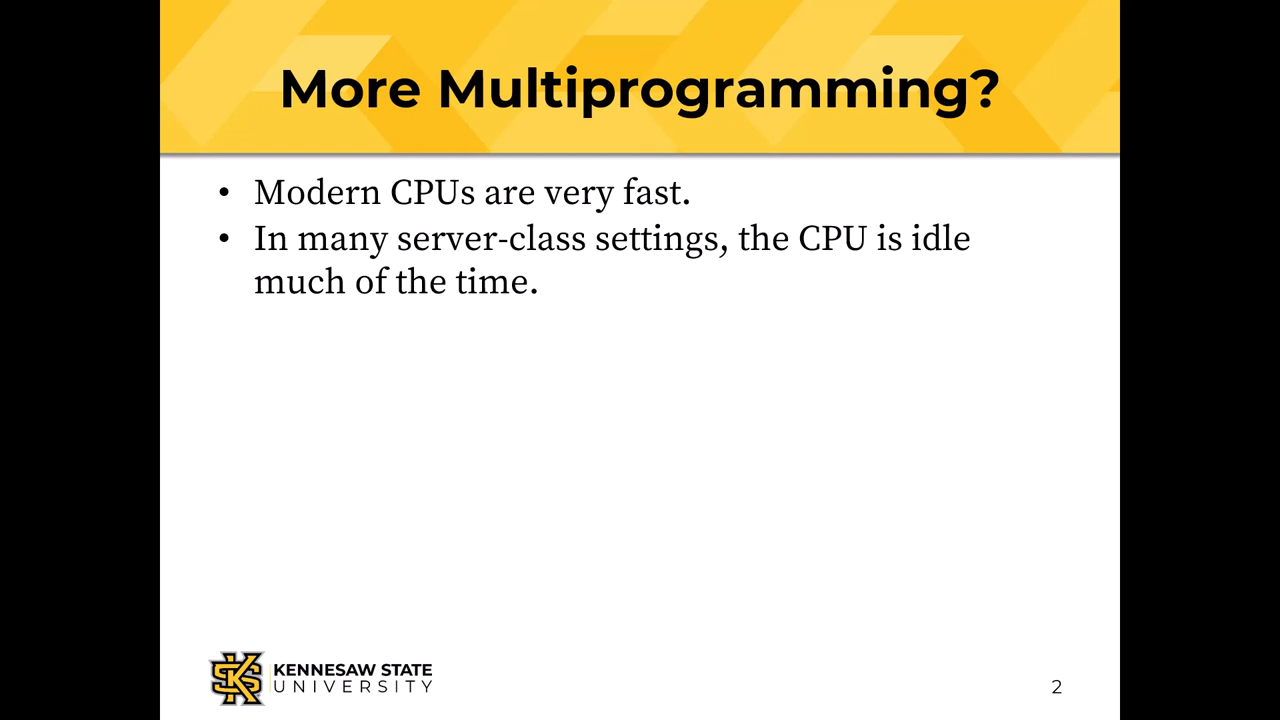 More Multiprogramming?
• Modern CPUs are very fast.
• In many server-class settings, the CPU is idle
much of the time.
KENNESAW STATE
UNIVERSITY
2